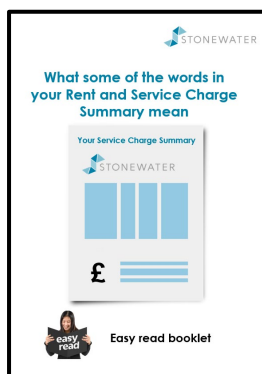 STONEWATER
What some of the words in
your Rent and Service Charge
Summary mean
Your Service Charge Summary
STONEWATER
£
easy
read
Easy read booklet